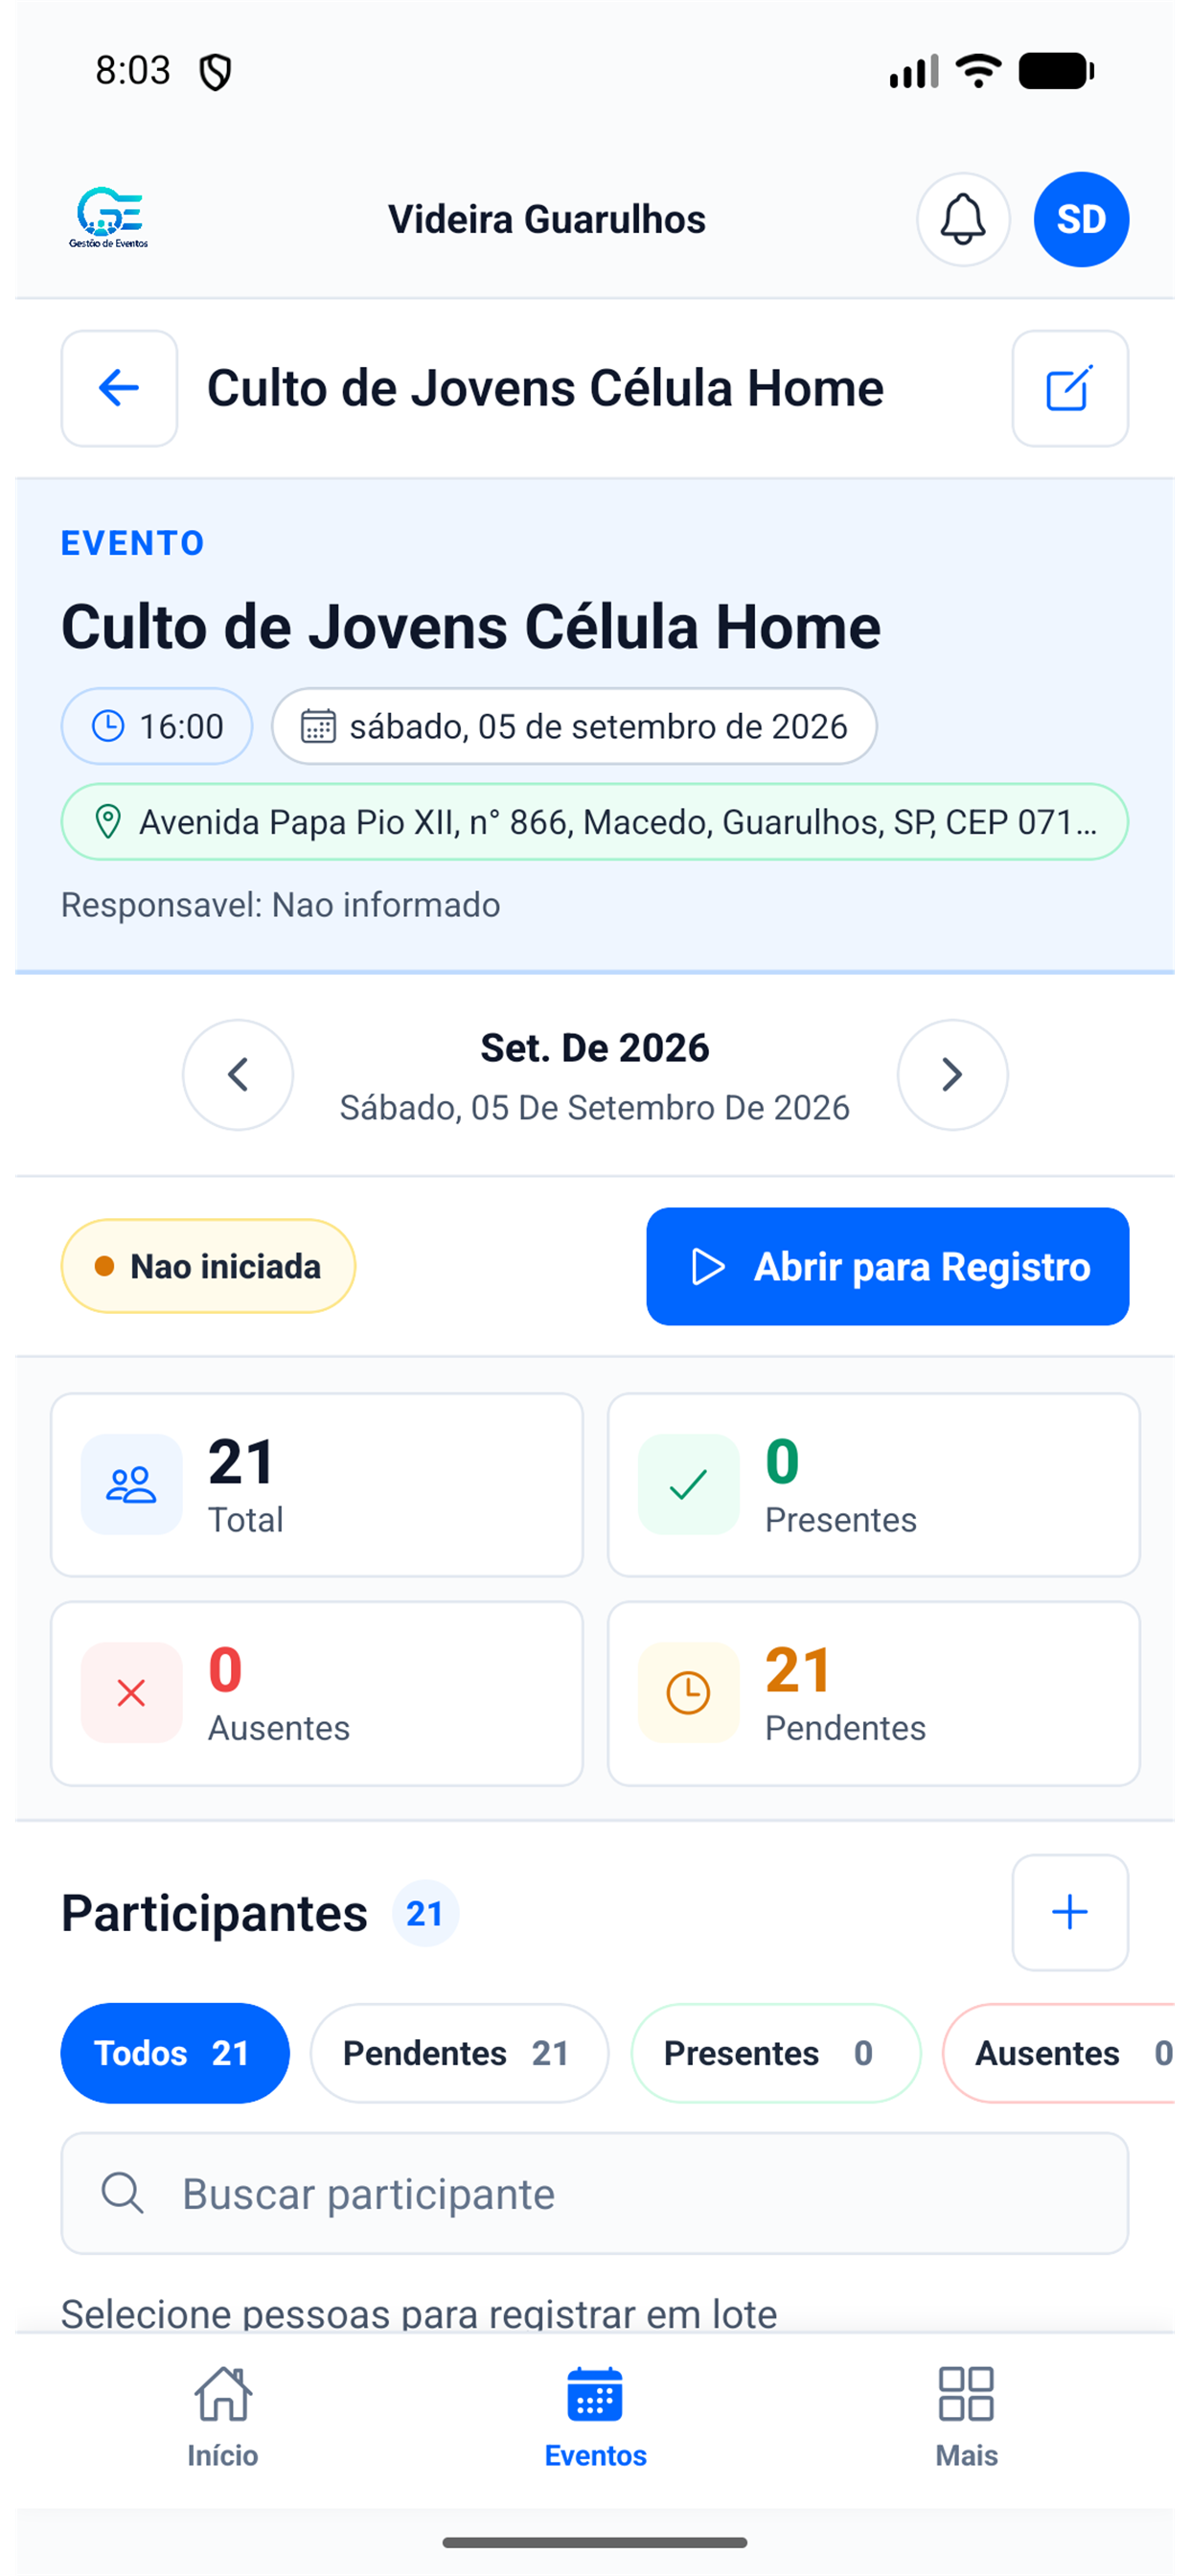 8:03
Gestão de Eventos
Videira Guarulhos
SD
Culto de Jovens Célula Home
EVENTO
Culto de Jovens Célula Home
16:00
sábado, 05 de setembro de 2026
Avenida Papa Pio XII, n° 866, Macedo, Guarulhos, SP, CEP 071...
Responsavel: Nao informado
Set. De 2026
Sábado, 05 De Setembro De 2026
Nao iniciada
Abrir para Registro
21
Total
0
Presentes
0
Ausentes
21
Pendentes
Participantes 21
Todos 21
Pendentes 21
Presentes 0
Ausentes 0
Buscar participante
Selecione pessoas para registrar em lote
Início
Eventos
Mais